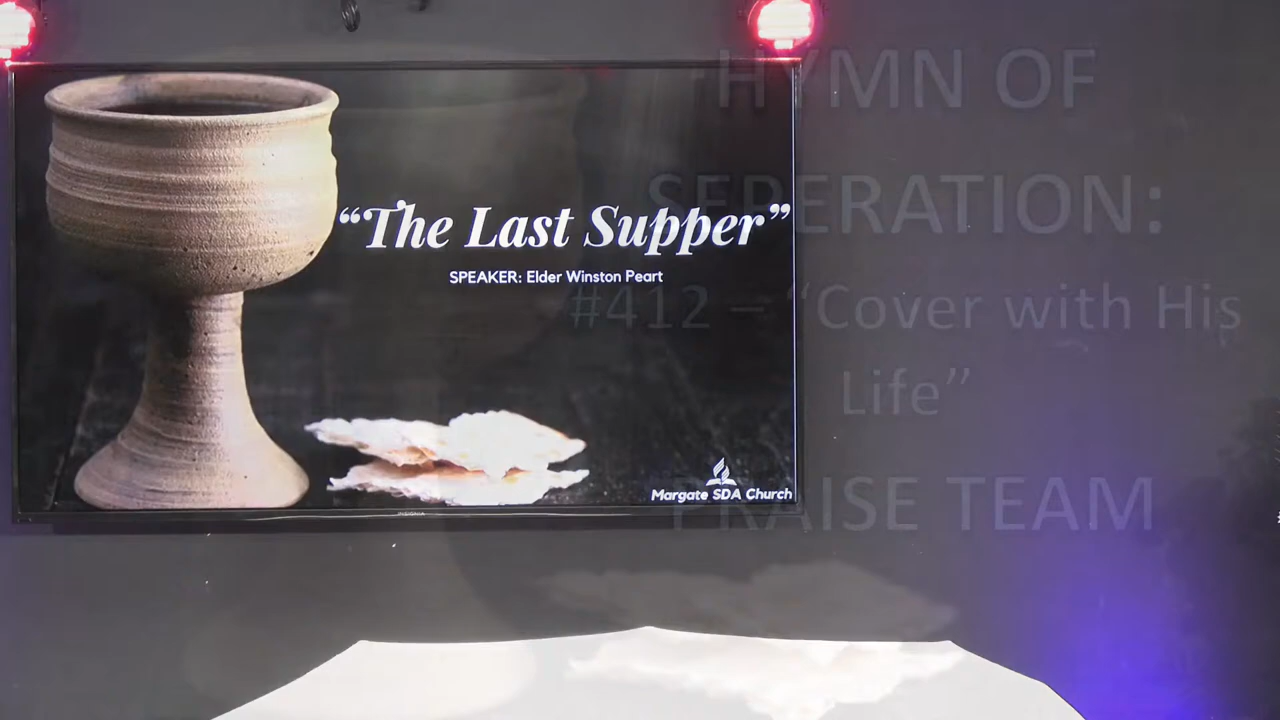 “The Last Supper”
SPEAKER: Elder Winston Peart
Margate SDA Church
INSIGNIA
HYMN OF
SEPERATION:
#412 – “Cover with His
Life”
PRAISE TEAM